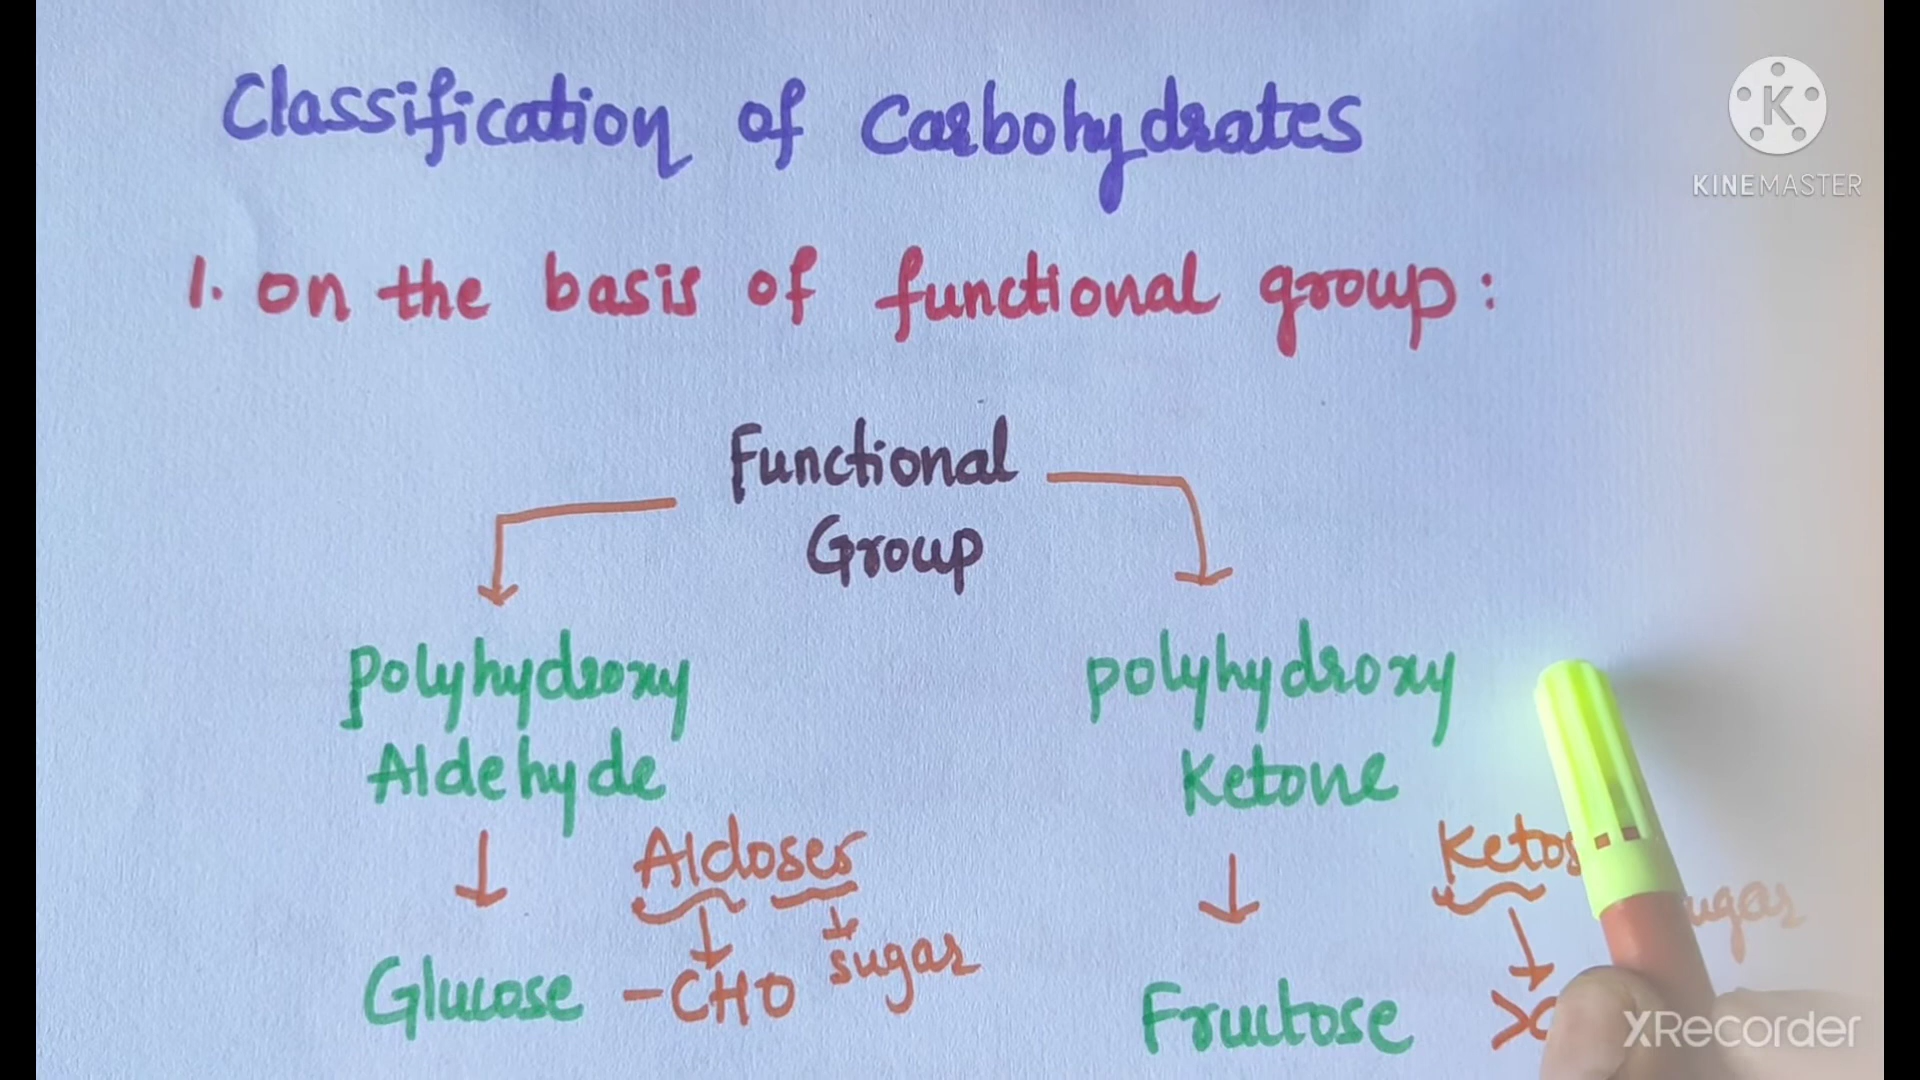 Classification of Carbohydrates
KINEMASTER
1. on the basis of functional group:
Functional
Group
polyhydroxy
Aldehyde
polyhydroxy
Ketone
Aldoses
Glucose
-CHO
sugar
Fructose
XRecorder